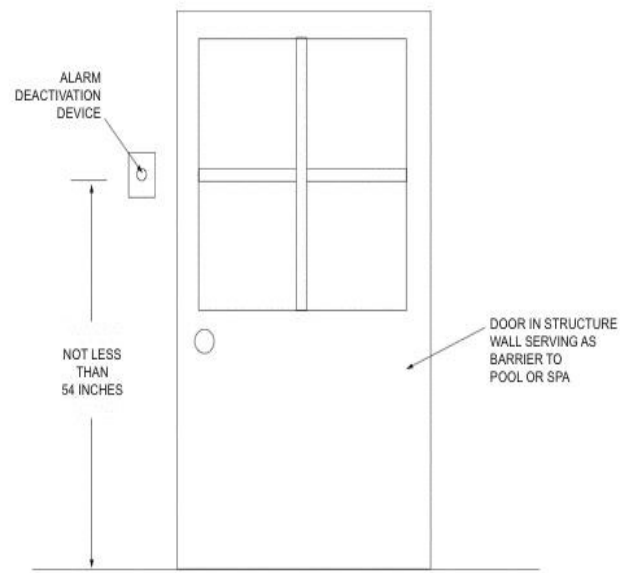 ALARM
DEACTIVATION
DEVICE
NOT LESS
THAN
54 INCHES
DOOR IN STRUCTURE
WALL SERVING AS
BARRIER TO
POOL OR SPA